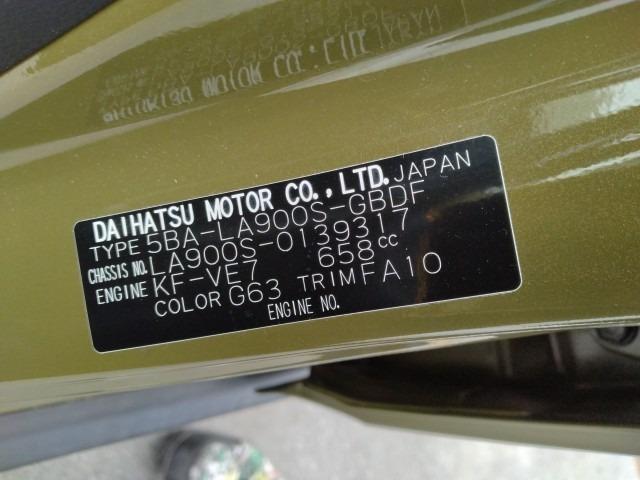 DAIHATSU MOTOR CO., LTD. JAPAN
TYPE 5BA-LA900S-GBDF
CHASSIS NO. LA900S-0139317
ENGINE KF-VE7 658cc
COLOR G63 TRIM FA10
ENGINE NO.